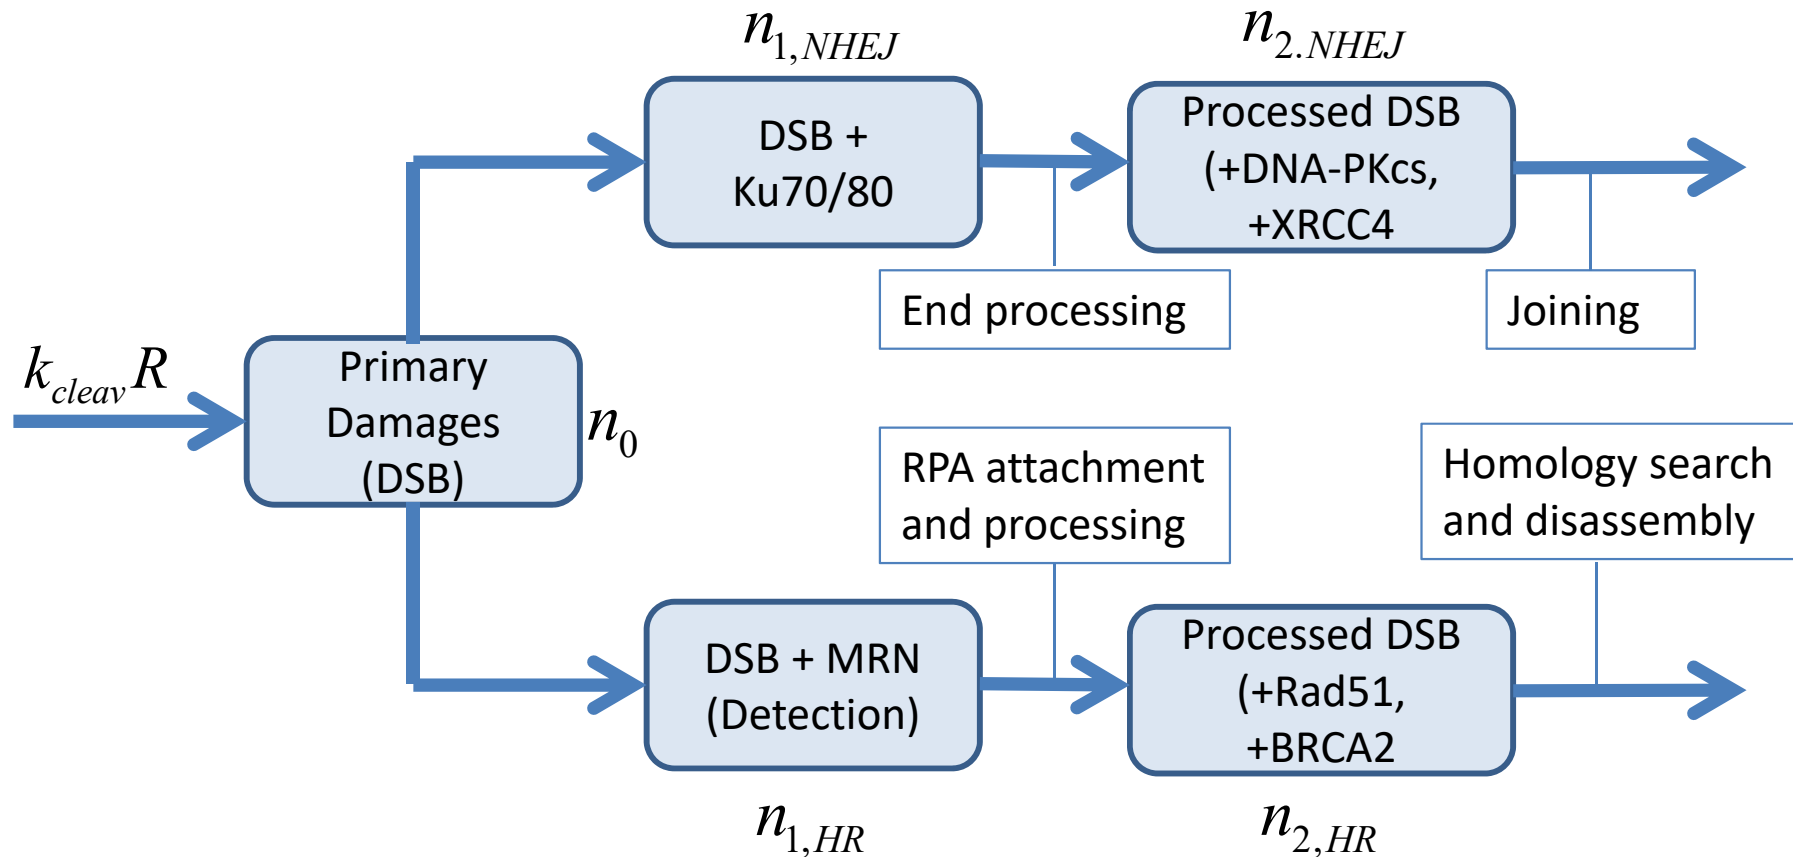 n1,NHEJ
n2.NHEJ
DSB +
Ku70/80
Processed DSB
(+DNA-PKcs,
+XRCC4
End processing
Joining
kcleav R
Primary
Damages
(DSB)
n0
RPA attachment
and processing
Homology search
and disassembly
DSB + MRN
(Detection)
Processed DSB
(+Rad51,
+BRCA2
n1,HR
n2,HR